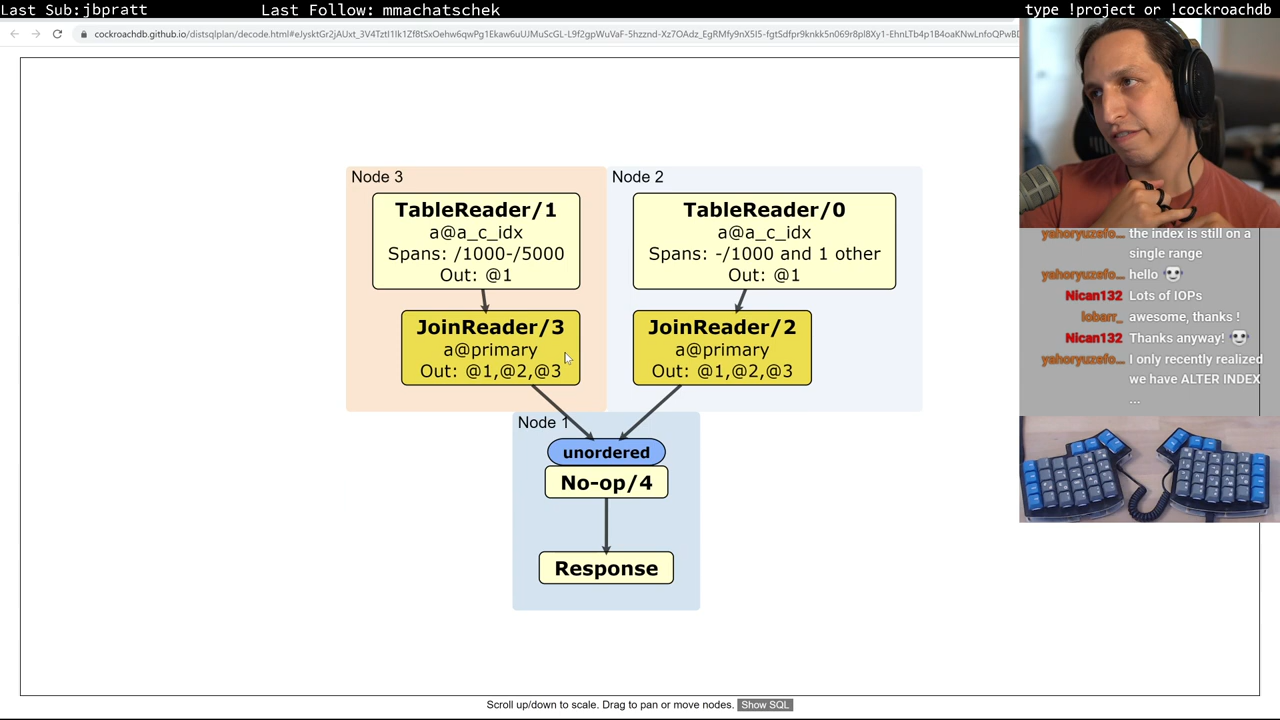 Last Sub:jbpratt
Last Follow: mmachatschek
type !project or !cockroachdb
Node 3
TableReader/1
a@a_c_idx
Spans: /1000-/5000
Out: @1
JoinReader/3
a@primary
Out: @1,@2,@3
Node 2
TableReader/0
a@a_c_idx
Spans: -/1000 and 1 other
Out: @1
JoinReader/2
a@primary
Out: @1,@2,@3
Node 1
unordered
No-op/4
Response
Scroll up/down to scale. Drag to pan or move nodes. Show SQL
yahoryuzefo... the index is still on a
single range
yahoryuzefo... hello
Nican132 Lots of IOPs
lobarr_ awesome, thanks !
Nican132 Thanks anyway!
yahoryuzefo... I only recently realized
we have ALTER INDEX
...